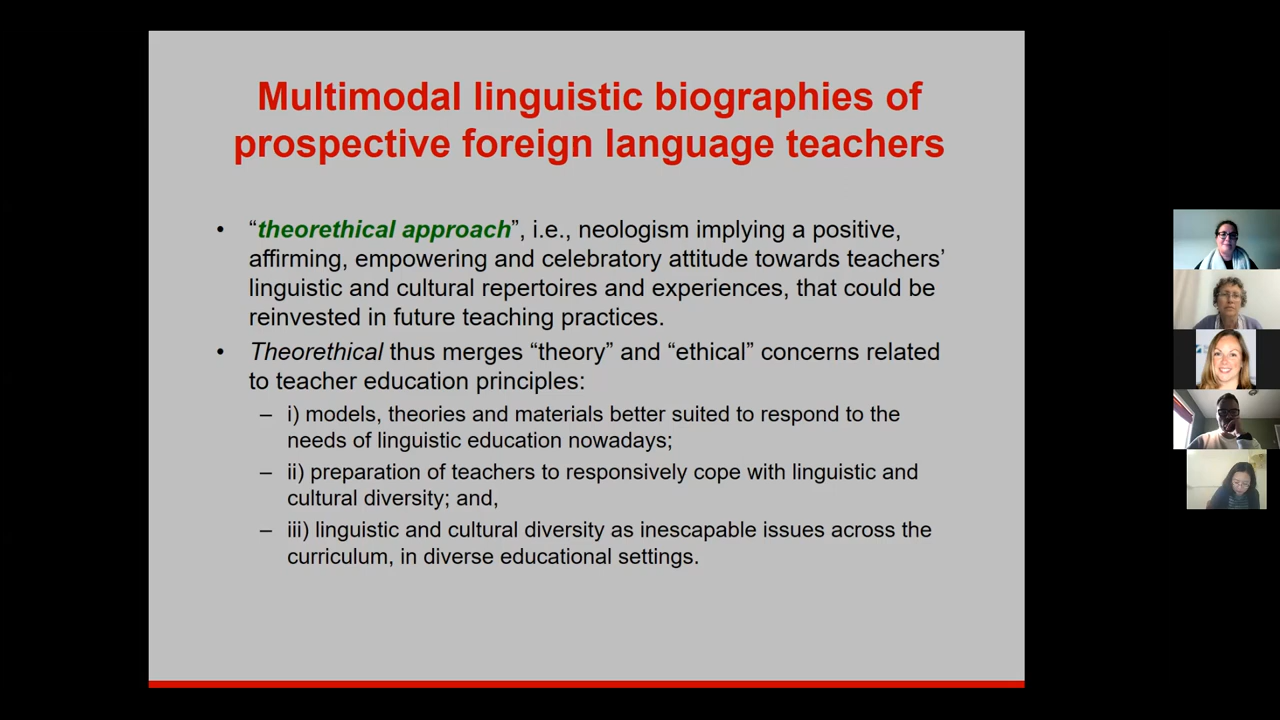 Multimodal linguistic biographies of
prospective foreign language teachers
• “theorethical approach”, i.e., neologism implying a positive,
affirming, empowering and celebratory attitude towards teachers’
linguistic and cultural repertoires and experiences, that could be
reinvested in future teaching practices.
• Theorethical thus merges “theory” and “ethical” concerns related
to teacher education principles:
– i) models, theories and materials better suited to respond to the
needs of linguistic education nowadays;
– ii) preparation of teachers to responsively cope with linguistic and
cultural diversity; and,
– iii) linguistic and cultural diversity as inescapable issues across the
curriculum, in diverse educational settings.